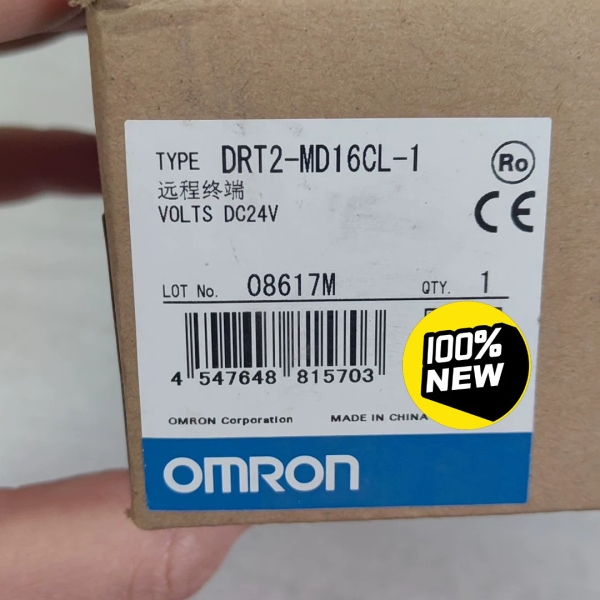 TYPE DRT2-MD16CL-1
Ro
远程终端
VOLTS DC24V
CE
LOT No. 08617M QTY. 1
4 547648 815703
100%
NEW
OMRON Corporation MADE IN CHINA
OMRON